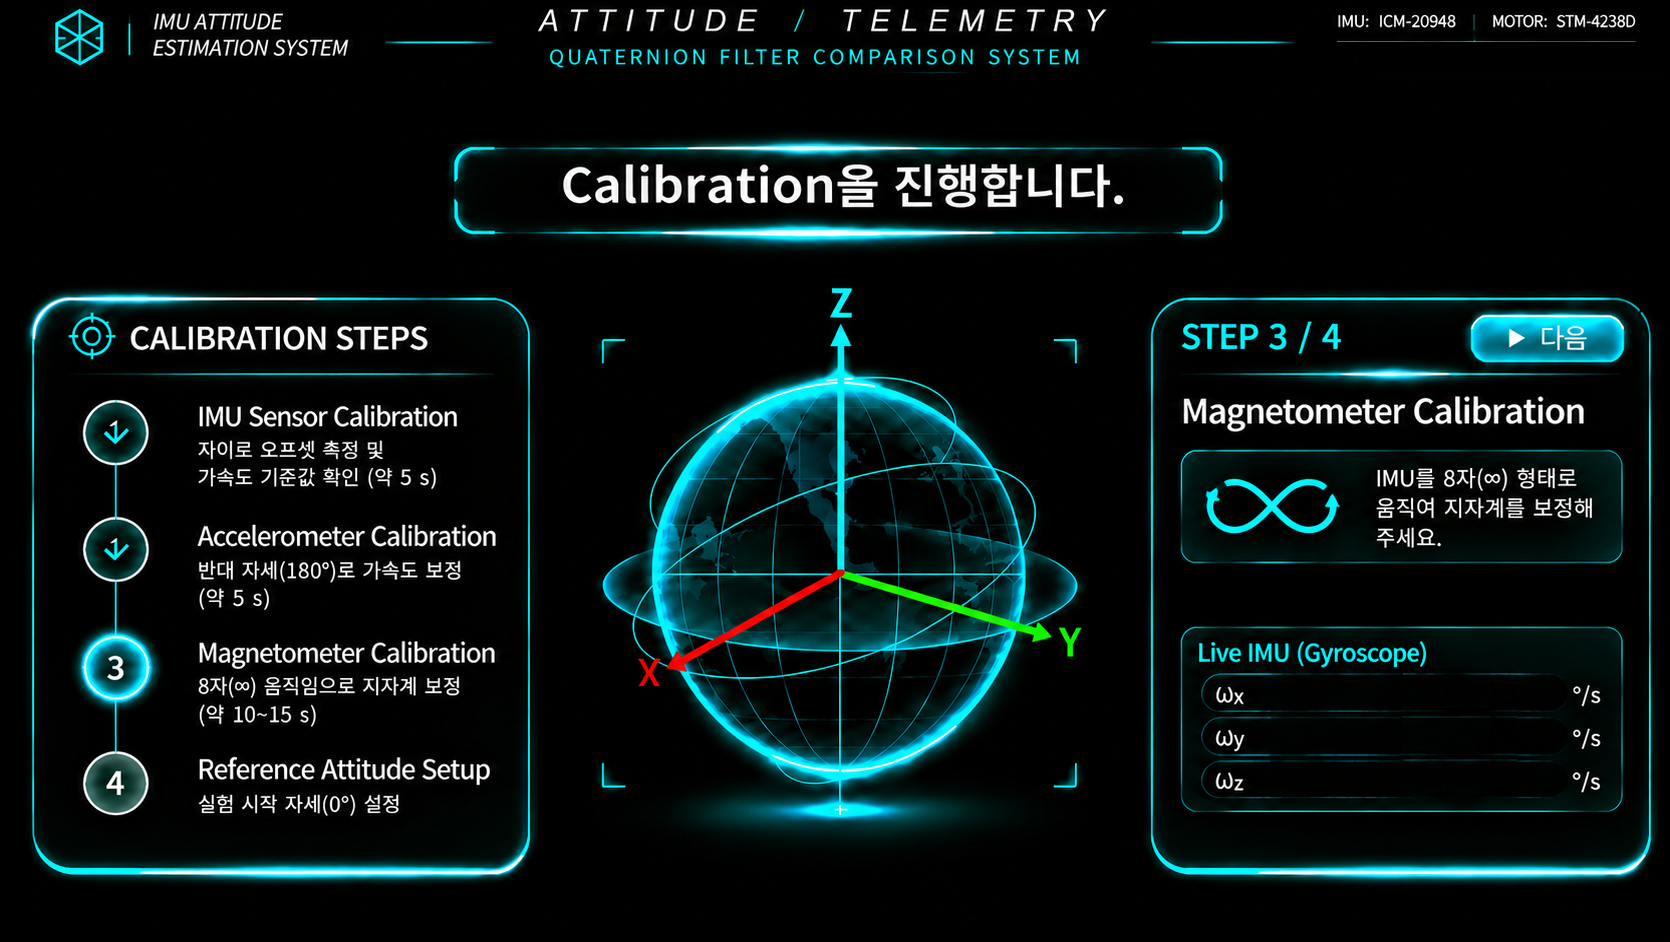 IMU ATTITUDE
ESTIMATION SYSTEM
ATTITUDE / TELEMETRY
QUATERNION FILTER COMPARISON SYSTEM
IMU: ICM-20948 | MOTOR: STM-4238D
Calibration올 진행합니다.
CALIBRATION STEPS
1
IMU Sensor Calibration
자이로 오프셋 촉정 및
가속도 기준값 확인 (약 5 s)
1
Accelerometer Calibration
반대 자세(180°)로 가속도 보정
(약 5 s)
3
Magnetometer Calibration
8자(∞) 움직임으로 지자계 보정
(약 10~15 s)
4
Reference Attitude Setup
실험 시작 자세(0°) 설정
Z
X
Y
STEP 3 / 4
▶ 다음
Magnetometer Calibration
IMU를 8자(∞) 형태로
움직여 지자계를 보정해
주세요.
Live IMU (Gyroscope)
ωx °/s
ωy °/s
ωz °/s